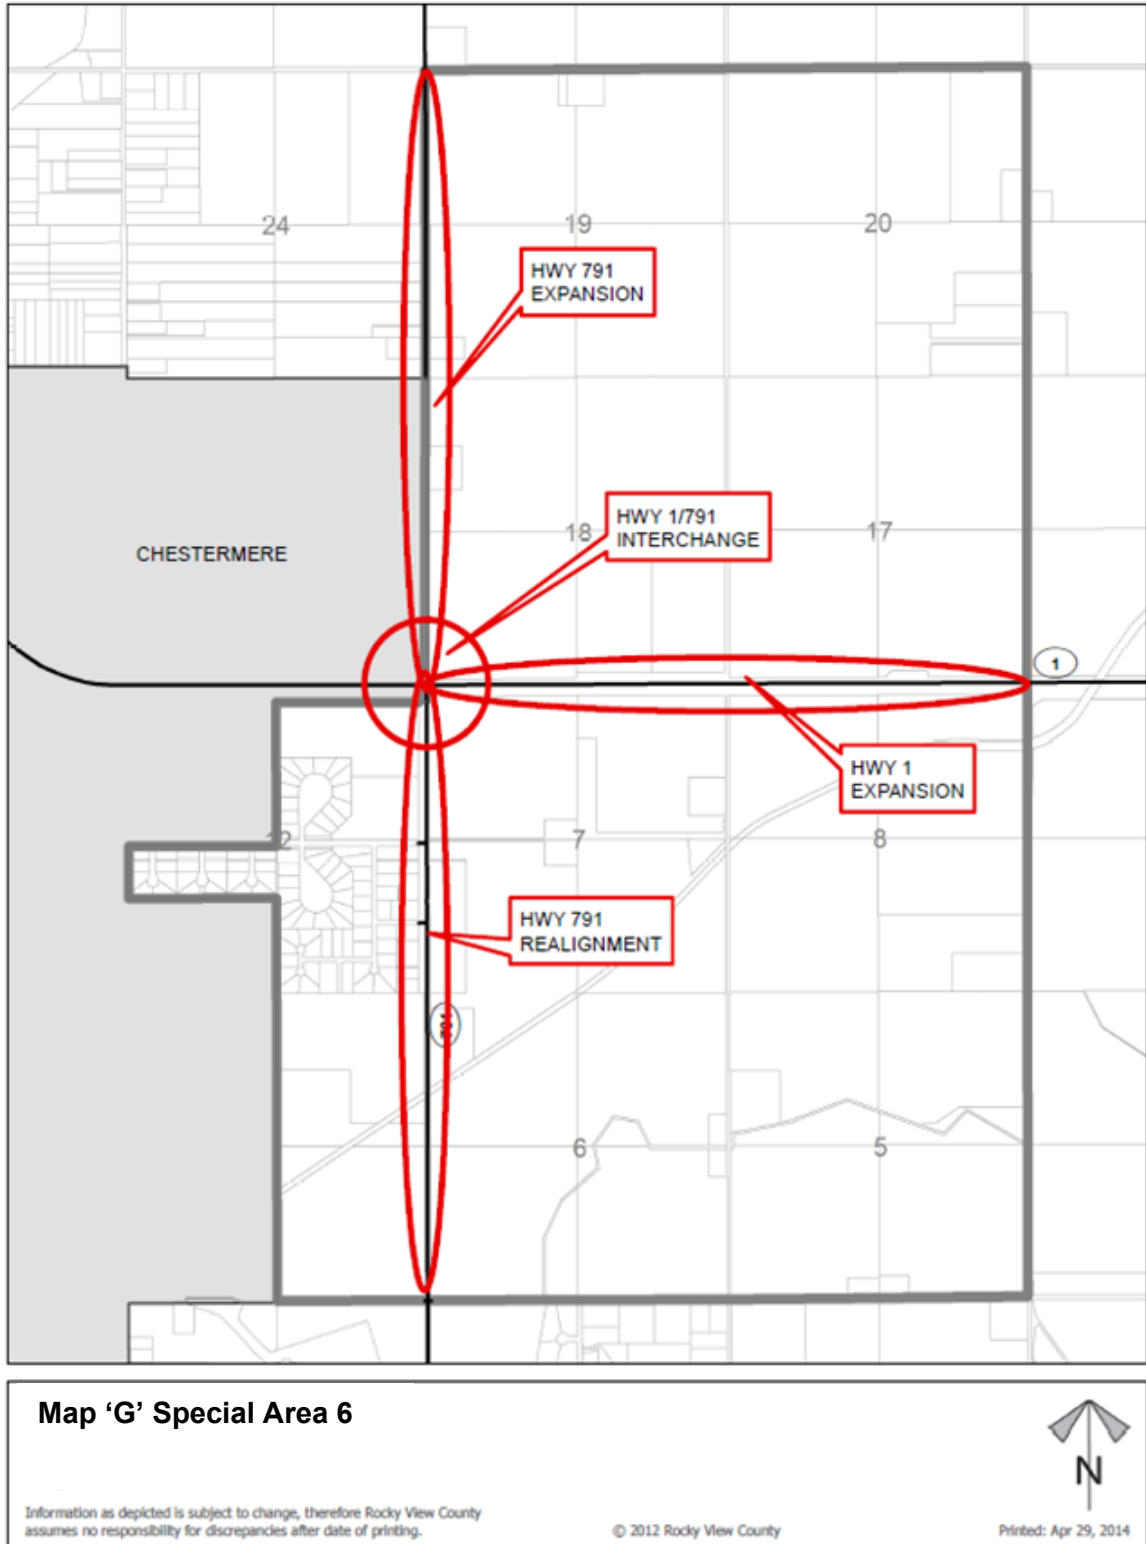 24
19
20
HWY 791
EXPANSION
HWY 1/791
INTERCHANGE
18
17
CHESTERMERE
1
HWY 1
EXPANSION
12
7
8
HWY 791
REALIGNMENT
791
6
5
Map ‘G’ Special Area 6
N
Information as depicted is subject to change, therefore Rocky View County
assumes no responsibility for discrepancies after date of printing.
© 2012 Rocky View County
Printed: Apr 29, 2014